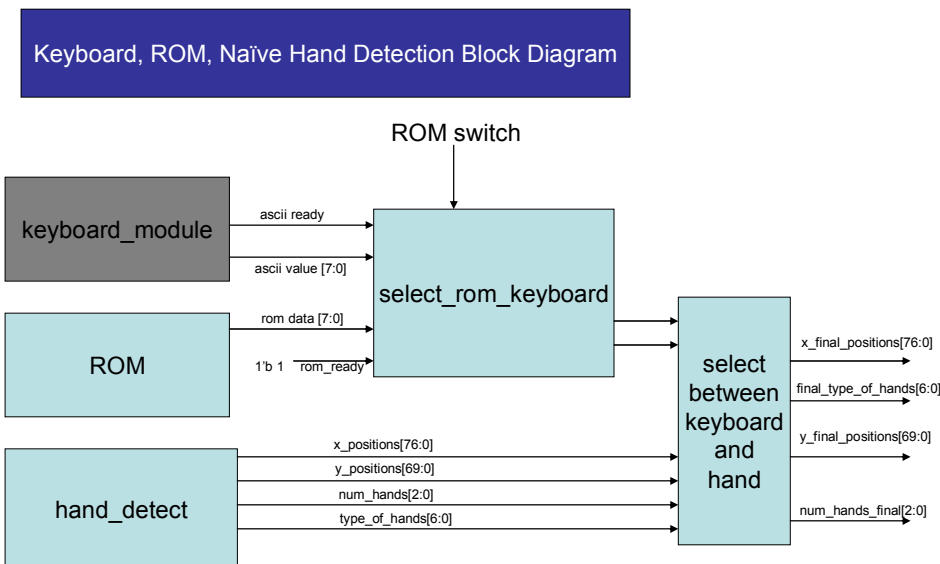 Keyboard, ROM, Naïve Hand Detection Block Diagram
ROM switch
keyboard_module
ascii ready
ascii value [7:0]
select_rom_keyboard
ROM
rom data [7:0]
1'b 1
rom_ready
select
between
keyboard
and
hand
x_final_positions[76:0]
final_type_of_hands[6:0]
y_final_positions[69:0]
num_hands_final[2:0]
hand_detect
x_positions[76:0]
y_positions[69:0]
num_hands[2:0]
type_of_hands[6:0]